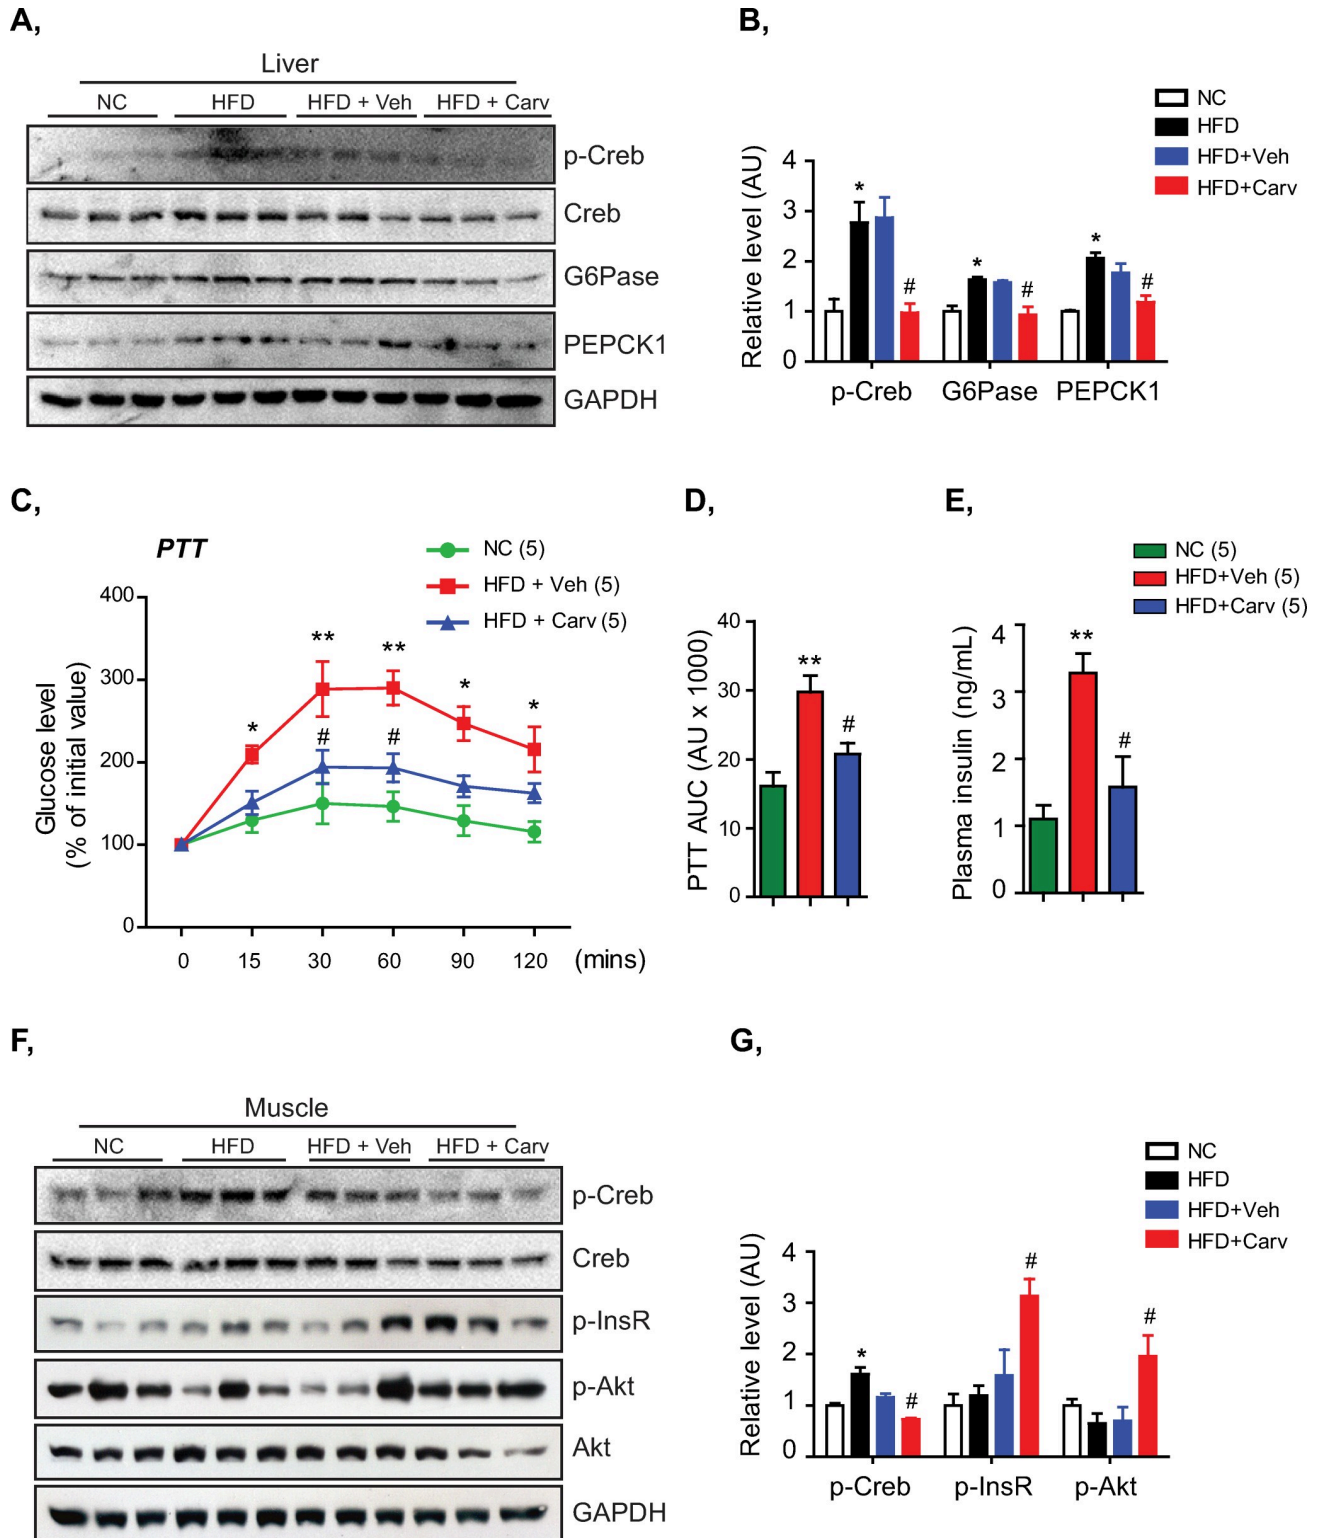 A,
Liver
NC HFD HFD + Veh HFD + Carv
p-Creb
Creb
G6Pase
PEPCK1
GAPDH
B,
NC
HFD
HFD+Veh
HFD+Carv
Relative level (AU)
4
3
2
1
0
* # * # * #
p-Creb G6Pase PEPCK1
C,
PTT
NC (5)
HFD + Veh (5)
HFD + Carv (5)
Glucose level
(% of initial value)
400
300
200
100
0
* ** ** * *
# #
0 15 30 60 90 120 (mins)
D,
PTT AUC (AU x 1000)
40
30
20
10
0
** #
E,
NC (5)
HFD+Veh (5)
HFD+Carv (5)
Plasma insulin (ng/mL)
4
3
2
1
0
** #
F,
Muscle
NC HFD HFD + Veh HFD + Carv
p-Creb
Creb
p-InsR
p-Akt
Akt
GAPDH
G,
NC
HFD
HFD+Veh
HFD+Carv
Relative level (AU)
4
3
2
1
0
* # # #
p-Creb p-InsR p-Akt